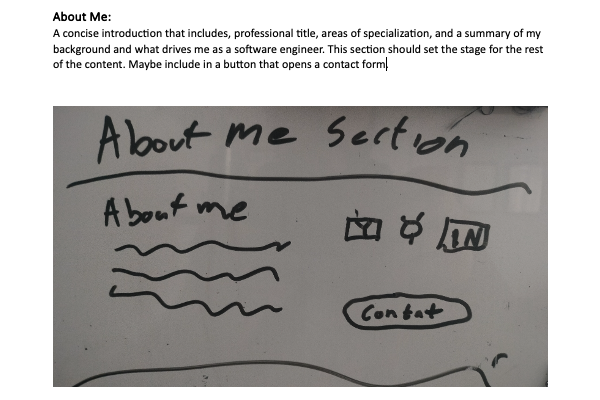 About Me:
A concise introduction that includes, professional title, areas of specialization, and a summary of my
background and what drives me as a software engineer. This section should set the stage for the rest
of the content. Maybe include in a button that opens a contact form
About me Section
About me
IN
Contat